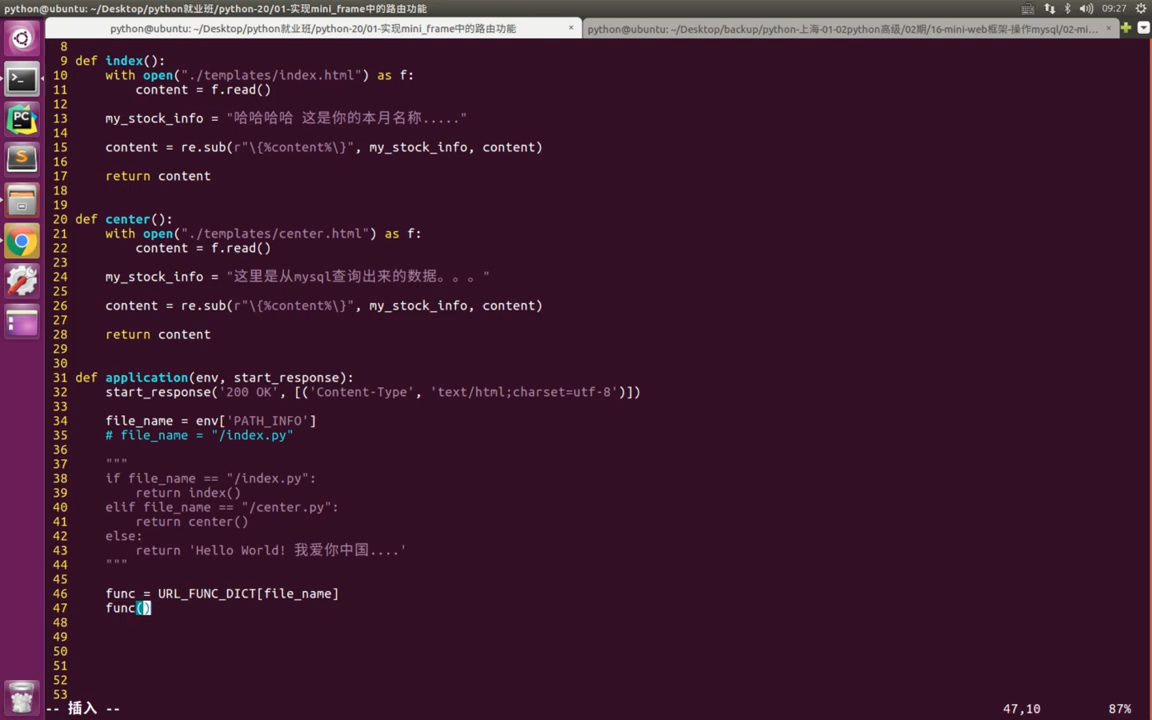 python@ubuntu: ~/Desktop/python就业班/python-20/01-实现mini_frame中的路由功能
09:27
python@ubuntu: ~/Desktop/python就业班/python-20/01-实现mini_frame中的路由功能 ×
python@ubuntu: ~/Desktop/backup/python-上海-01-02python高级/02期/16-mini-web框架-操作mysql/02-mi... ×
8
9 def index():
10     with open("./templates/index.html") as f:
11         content = f.read()
12
13     my_stock_info = "哈哈哈哈 这是你的本月名称....."
14
15     content = re.sub(r"\{%content%\}", my_stock_info, content)
16
17     return content
18
19
20 def center():
21     with open("./templates/center.html") as f:
22         content = f.read()
23
24     my_stock_info = "这里是从mysql查询出来的数据。。。"
25
26     content = re.sub(r"\{%content%\}", my_stock_info, content)
27
28     return content
29
30
31 def application(env, start_response):
32     start_response('200 OK', [('Content-Type', 'text/html;charset=utf-8')])
33
34     file_name = env['PATH_INFO']
35     # file_name = "/index.py"
36
37     """
38     if file_name == "/index.py":
39         return index()
40     elif file_name == "/center.py":
41         return center()
42     else:
43         return 'Hello World! 我爱你中国....'
44     """
45
46     func = URL_FUNC_DICT[file_name]
47     func()
48
49
50
51
52
53
-- 插入 --
47,10
87%
PC
S